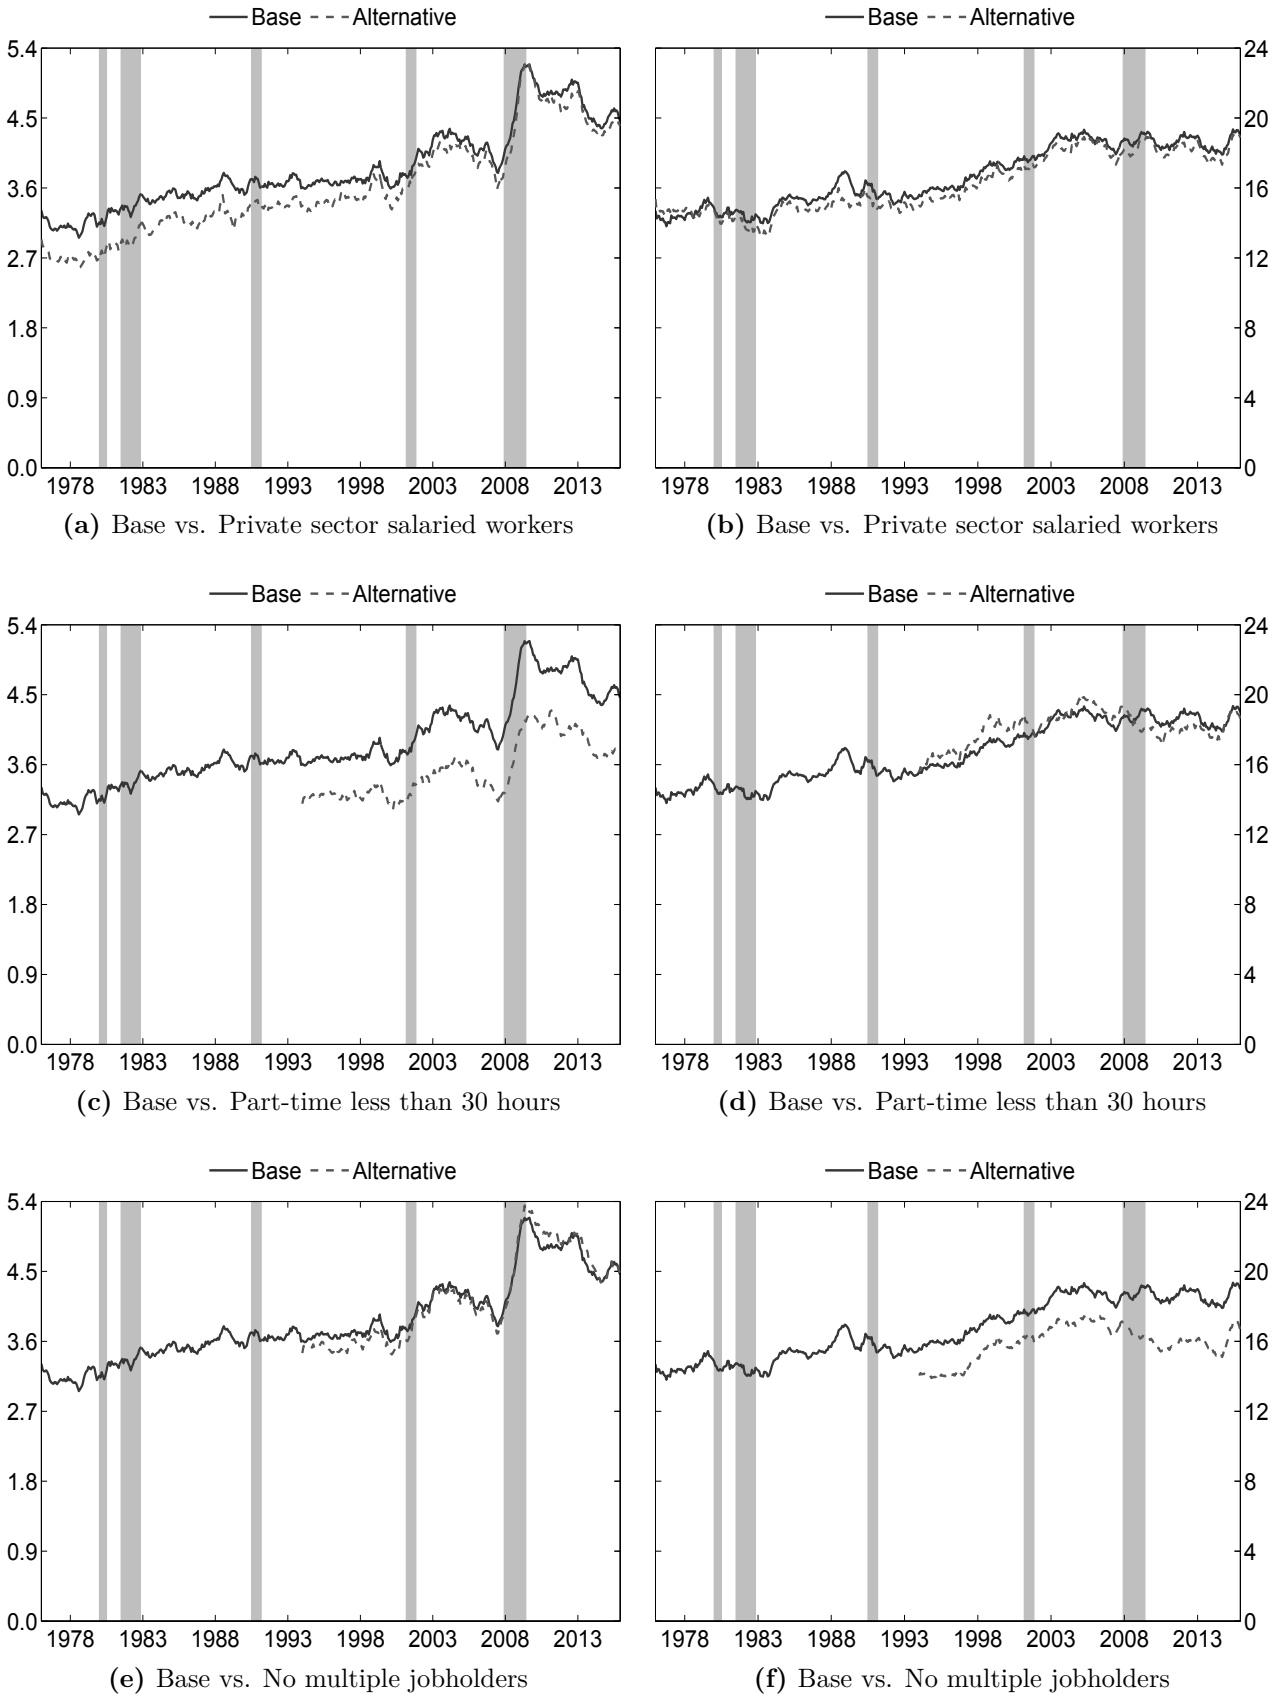 Base Alternative Base Alternative
5.4 24
4.5 20
3.6 16
2.7 12
1.8 8
0.9 4
0.0 0
1978 1983 1988 1993 1998 2003 2008 2013 1978 1983 1988 1993 1998 2003 2008 2013
(a) Base vs. Private sector salaried workers (b) Base vs. Private sector salaried workers
Base Alternative Base Alternative
5.4 24
4.5 20
3.6 16
2.7 12
1.8 8
0.9 4
0.0 0
1978 1983 1988 1993 1998 2003 2008 2013 1978 1983 1988 1993 1998 2003 2008 2013
(c) Base vs. Part-time less than 30 hours (d) Base vs. Part-time less than 30 hours
Base Alternative Base Alternative
5.4 24
4.5 20
3.6 16
2.7 12
1.8 8
0.9 4
0.0 0
1978 1983 1988 1993 1998 2003 2008 2013 1978 1983 1988 1993 1998 2003 2008 2013
(e) Base vs. No multiple jobholders (f) Base vs. No multiple jobholders